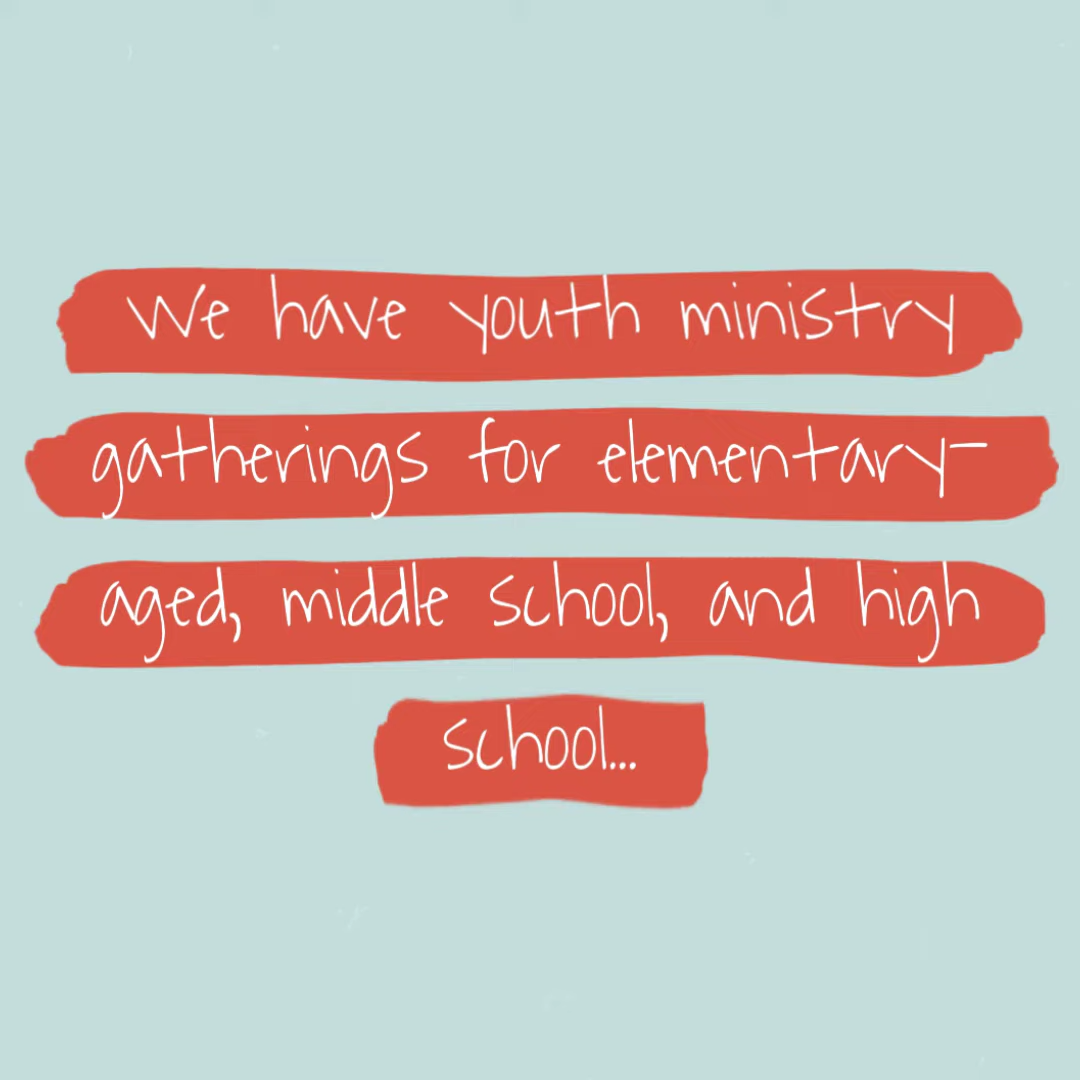 We have youth ministry
gatherings for elementary-
aged, middle school, and high
school...